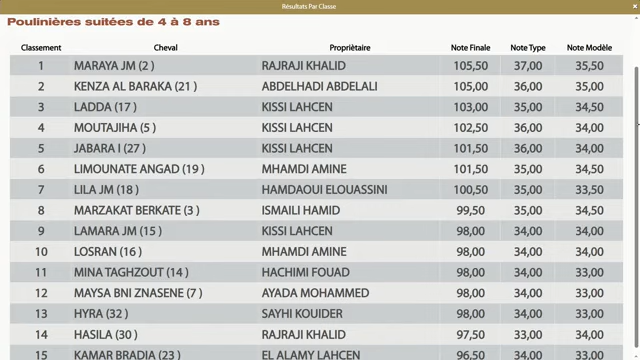 Résultats Par Classe
Poulinières suitées de 4 à 8 ans
Classement Cheval Propriètaire Note Finale Note Type Note Modèle
1 MARAYA JM (2 ) RAJRAJI KHALID 105,50 37,00 35,50
2 KENZA AL BARAKA (21 ) ABDELHADI ABDELALI 105,00 36,00 35,00
3 LADDA (17 ) KISSI LAHCEN 103,00 35,00 34,50
4 MOUTAJIHA (5 ) KISSI LAHCEN 102,50 36,00 34,00
5 JABARA I (27 ) KISSI LAHCEN 101,50 36,00 34,00
6 LIMOUNATE ANGAD (19 ) MHAMDI AMINE 101,50 35,00 34,50
7 LILA JM (18 ) HAMDAOUI ELOUASSINI 100,50 35,00 33,50
8 MARZAKAT BERKATE (3 ) ISMAILI HAMID 99,50 35,00 34,50
9 LAMARA JM (15 ) KISSI LAHCEN 98,00 34,00 34,00
10 LOSRAN (16 ) MHAMDI AMINE 98,00 34,00 34,00
11 MINA TAGHZOUT (14 ) HACHIMI FOUAD 98,00 34,00 33,00
12 MAYSA BNI ZNASENE (7 ) AYADA MOHAMMED 98,00 34,00 33,00
13 HYRA (32 ) SAYHI KOUIDER 98,00 34,00 33,00
14 HASILA (30 ) RAJRAJI KHALID 97,50 33,00 34,00
15 KAMAR BRADIA (23 ) EL ALAMY LAHCEN 96,50 34,00 33,00